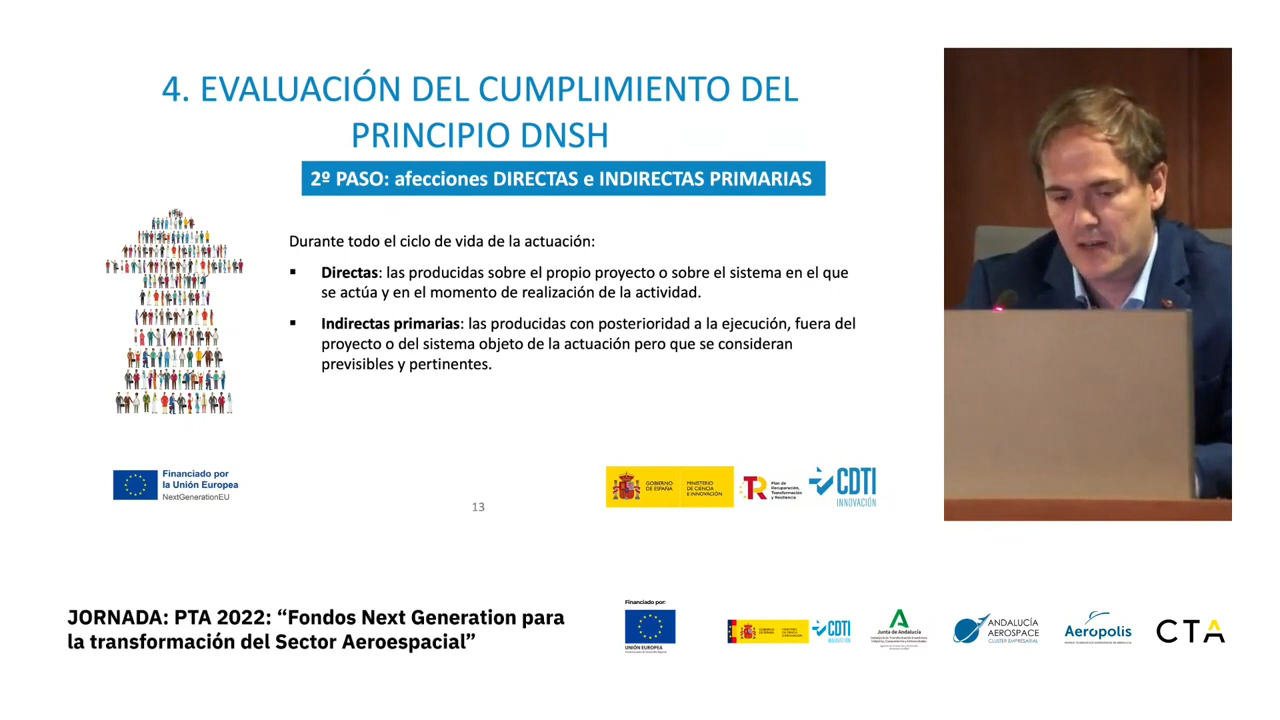 4. EVALUACIÓN DEL CUMPLIMIENTO DEL
PRINCIPIO DNSH
2º PASO: afecciones DIRECTAS e INDIRECTAS PRIMARIAS
Durante todo el ciclo de vida de la actuación:
▪ Directas: las producidas sobre el propio proyecto o sobre el sistema en el que
se actúa y en el momento de realización de la actividad.
▪ Indirectas primarias: las producidas con posterioridad a la ejecución, fuera del
proyecto o del sistema objeto de la actuación pero que se consideran
previsibles y pertinentes.
Financiado por
la Unión Europea
NextGenerationEU
13
GOBIERNO
DE ESPAÑA
MINISTERIO
DE CIENCIA
E INNOVACIÓN
TR
Plan de
Recuperación,
Transformación
y Resiliencia
CDTI
INNOVACIÓN
JORNADA: PTA 2022: “Fondos Next Generation para
la transformación del Sector Aeroespacial”
Financiado por:
UNIÓN EUROPEA
CDTI
Junta de Andalucía
ANDALUCÍA
AEROSPACE
CLUSTER EMPRESARIAL
Aeropolis
CTA